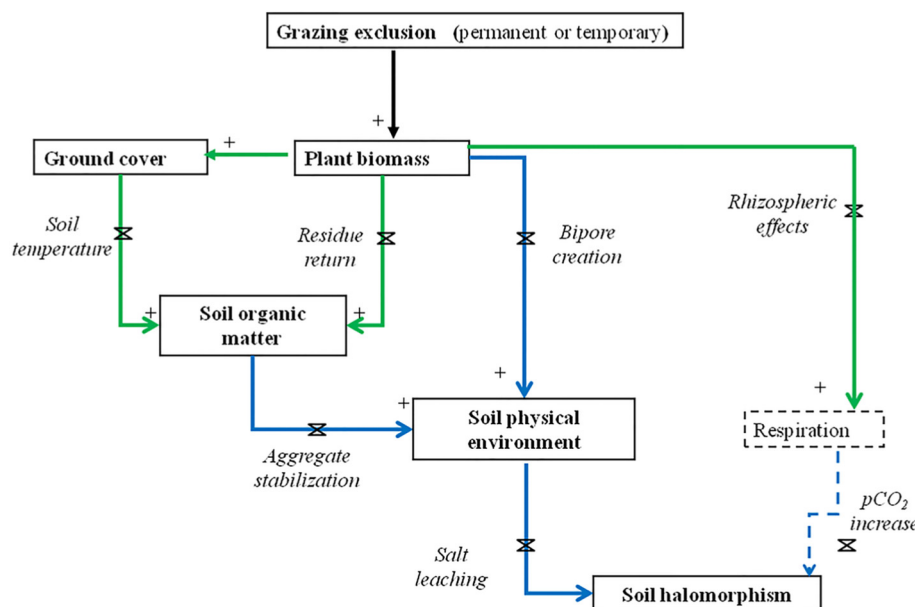 Grazing exclusion (permanent or temporary)
+
+
Ground cover
Plant biomass
Soil
temperature
Residue
return
Bipore
creation
Rhizospheric
effects
+
+
Soil organic
matter
+
+
+
Soil physical
environment
Respiration
Aggregate
stabilization
pCO2
increase
Salt
leaching
Soil halomorphism